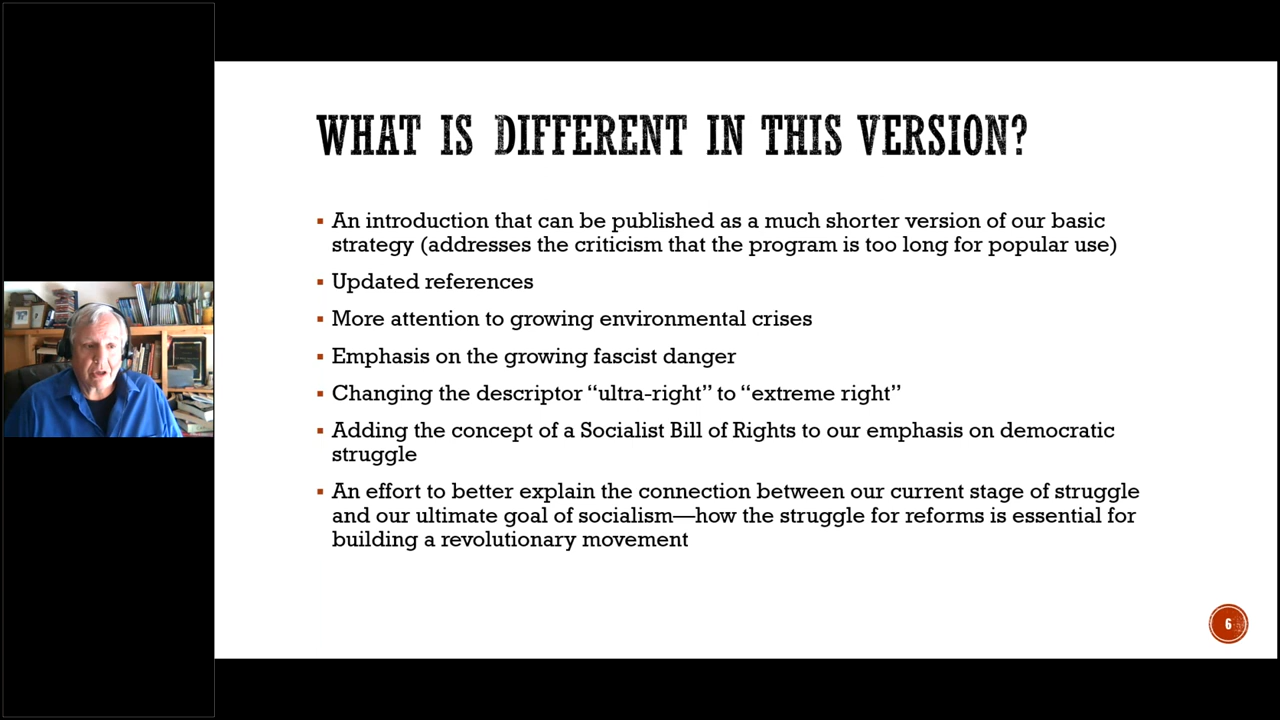 WHAT IS DIFFERENT IN THIS VERSION?
▪ An introduction that can be published as a much shorter version of our basic
strategy (addresses the criticism that the program is too long for popular use)
▪ Updated references
▪ More attention to growing environmental crises
▪ Emphasis on the growing fascist danger
▪ Changing the descriptor “ultra-right” to “extreme right”
▪ Adding the concept of a Socialist Bill of Rights to our emphasis on democratic
struggle
▪ An effort to better explain the connection between our current stage of struggle
and our ultimate goal of socialism—how the struggle for reforms is essential for
building a revolutionary movement
6